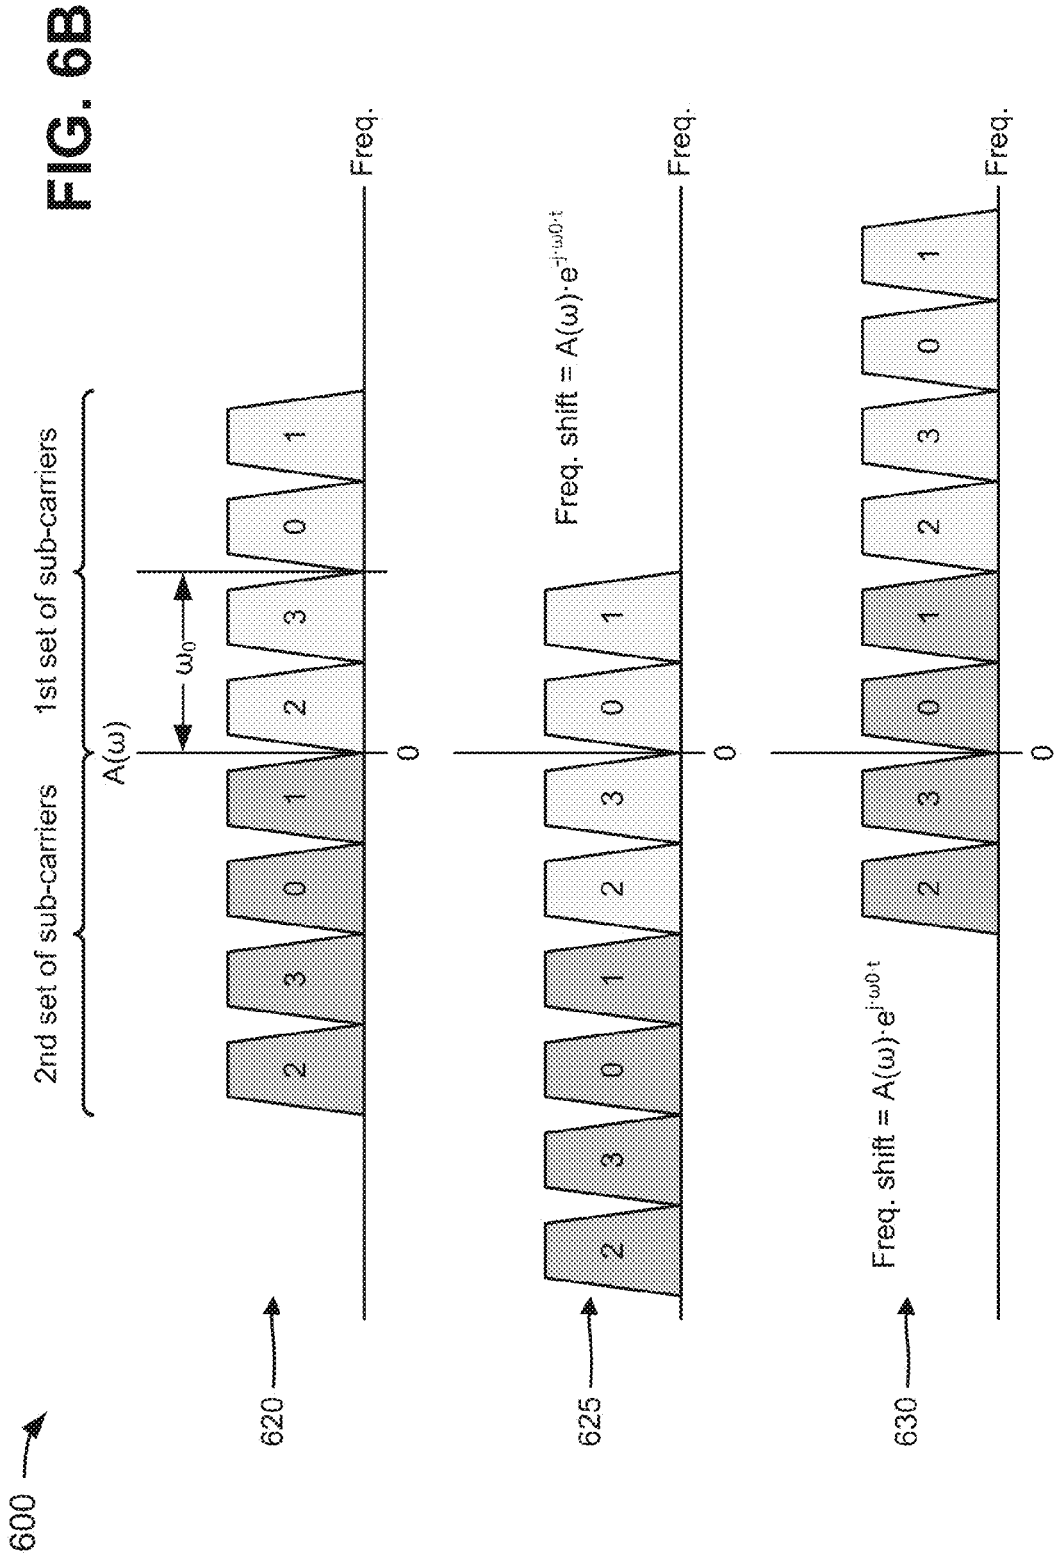 600
FIG. 6B
2nd set of sub-carriers
1st set of sub-carriers
A(ω)
ω0
620
2 3 0 1 2 3 0 1
0
Freq.
625
2 3 0 1 2 3 0 1
0
Freq. shift = A(ω)·e-j·ω0·t
Freq.
630
Freq. shift = A(ω)·ej·ω0·t
2 3 0 1 2 3 0 1
0
Freq.